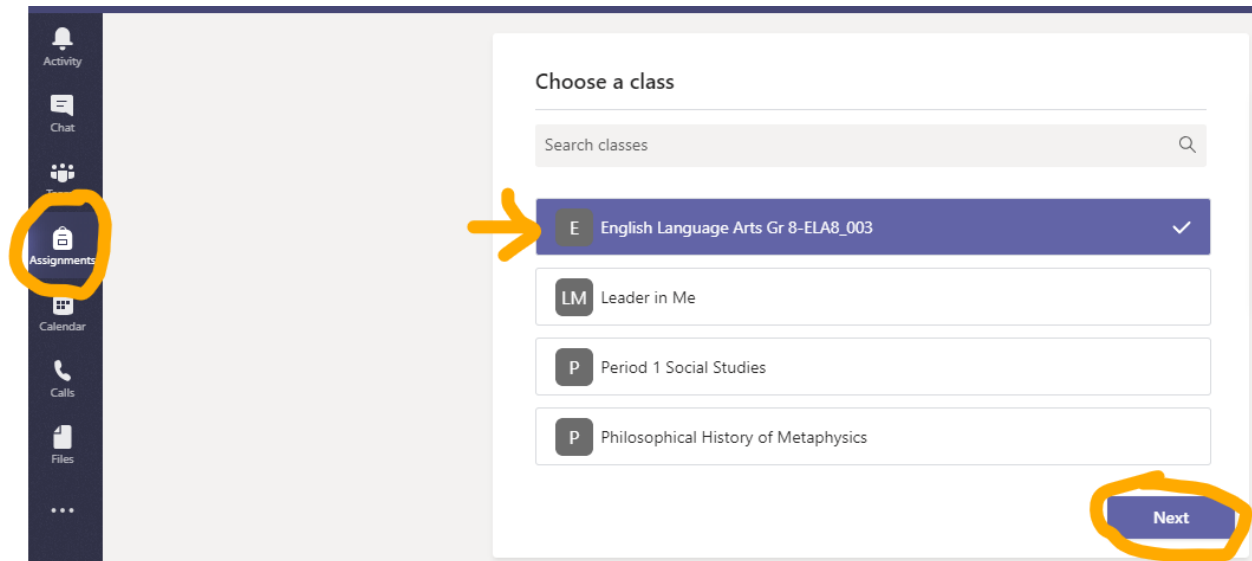 Activity
Chat
Assignments
Calendar
Calls
Files
Choose a class
Search classes
E English Language Arts Gr 8-ELA8_003
LM Leader in Me
P Period 1 Social Studies
P Philosophical History of Metaphysics
Next